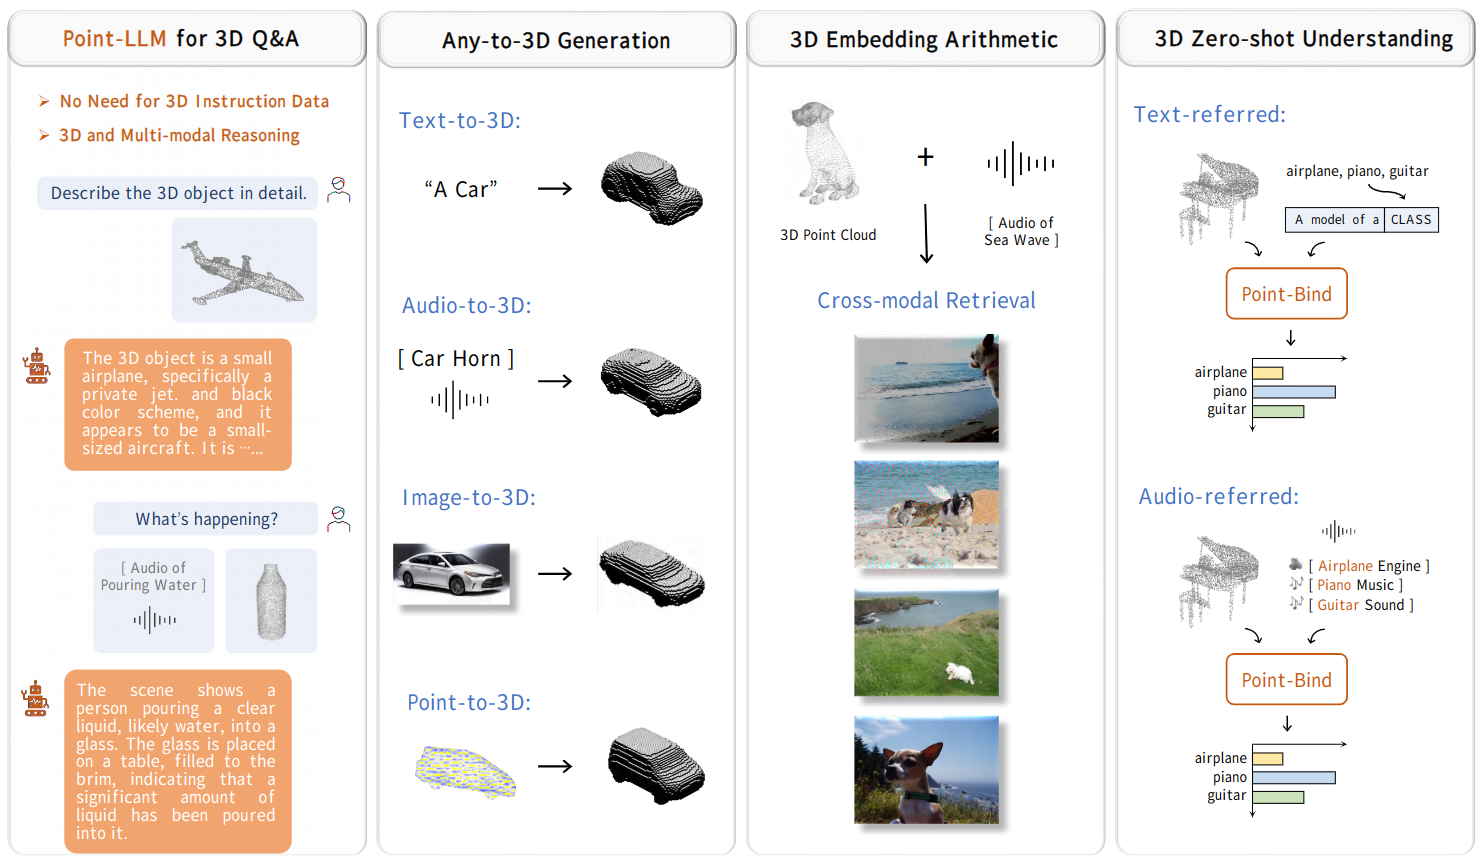 Point-LLM for 3D Q&A
➢ No Need for 3D Instruction Data
➢ 3D and Multi-modal Reasoning
Describe the 3D object in detail.
The 3D object is a small
airplane, specifically a
private jet. and black
color scheme, and it
appears to be a small-
sized aircraft. It is ···...
What's happening?
[ Audio of
Pouring Water ]
The scene shows a
person pouring a clear
liquid, likely water, into a
glass. The glass is placed
on a table, filled to the
brim, indicating that a
significant amount of
liquid has been poured
into it.
Any-to-3D Generation
Text-to-3D:
“A Car”
Audio-to-3D:
[ Car Horn ]
Image-to-3D:
Point-to-3D:
3D Embedding Arithmetic
+
3D Point Cloud
[ Audio of
Sea Wave ]
Cross-modal Retrieval
3D Zero-shot Understanding
Text-referred:
airplane, piano, guitar
A model of a CLASS
Point-Bind
airplane
piano
guitar
Audio-referred:
[ Airplane Engine ]
[ Piano Music ]
[ Guitar Sound ]
Point-Bind
airplane
piano
guitar